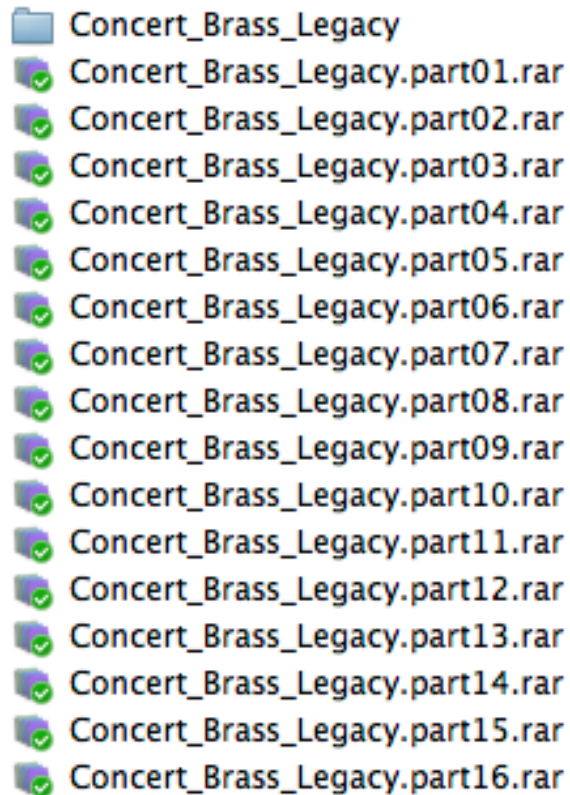 Concert_Brass_Legacy
Concert_Brass_Legacy.part01.rar
Concert_Brass_Legacy.part02.rar
Concert_Brass_Legacy.part03.rar
Concert_Brass_Legacy.part04.rar
Concert_Brass_Legacy.part05.rar
Concert_Brass_Legacy.part06.rar
Concert_Brass_Legacy.part07.rar
Concert_Brass_Legacy.part08.rar
Concert_Brass_Legacy.part09.rar
Concert_Brass_Legacy.part10.rar
Concert_Brass_Legacy.part11.rar
Concert_Brass_Legacy.part12.rar
Concert_Brass_Legacy.part13.rar
Concert_Brass_Legacy.part14.rar
Concert_Brass_Legacy.part15.rar
Concert_Brass_Legacy.part16.rar